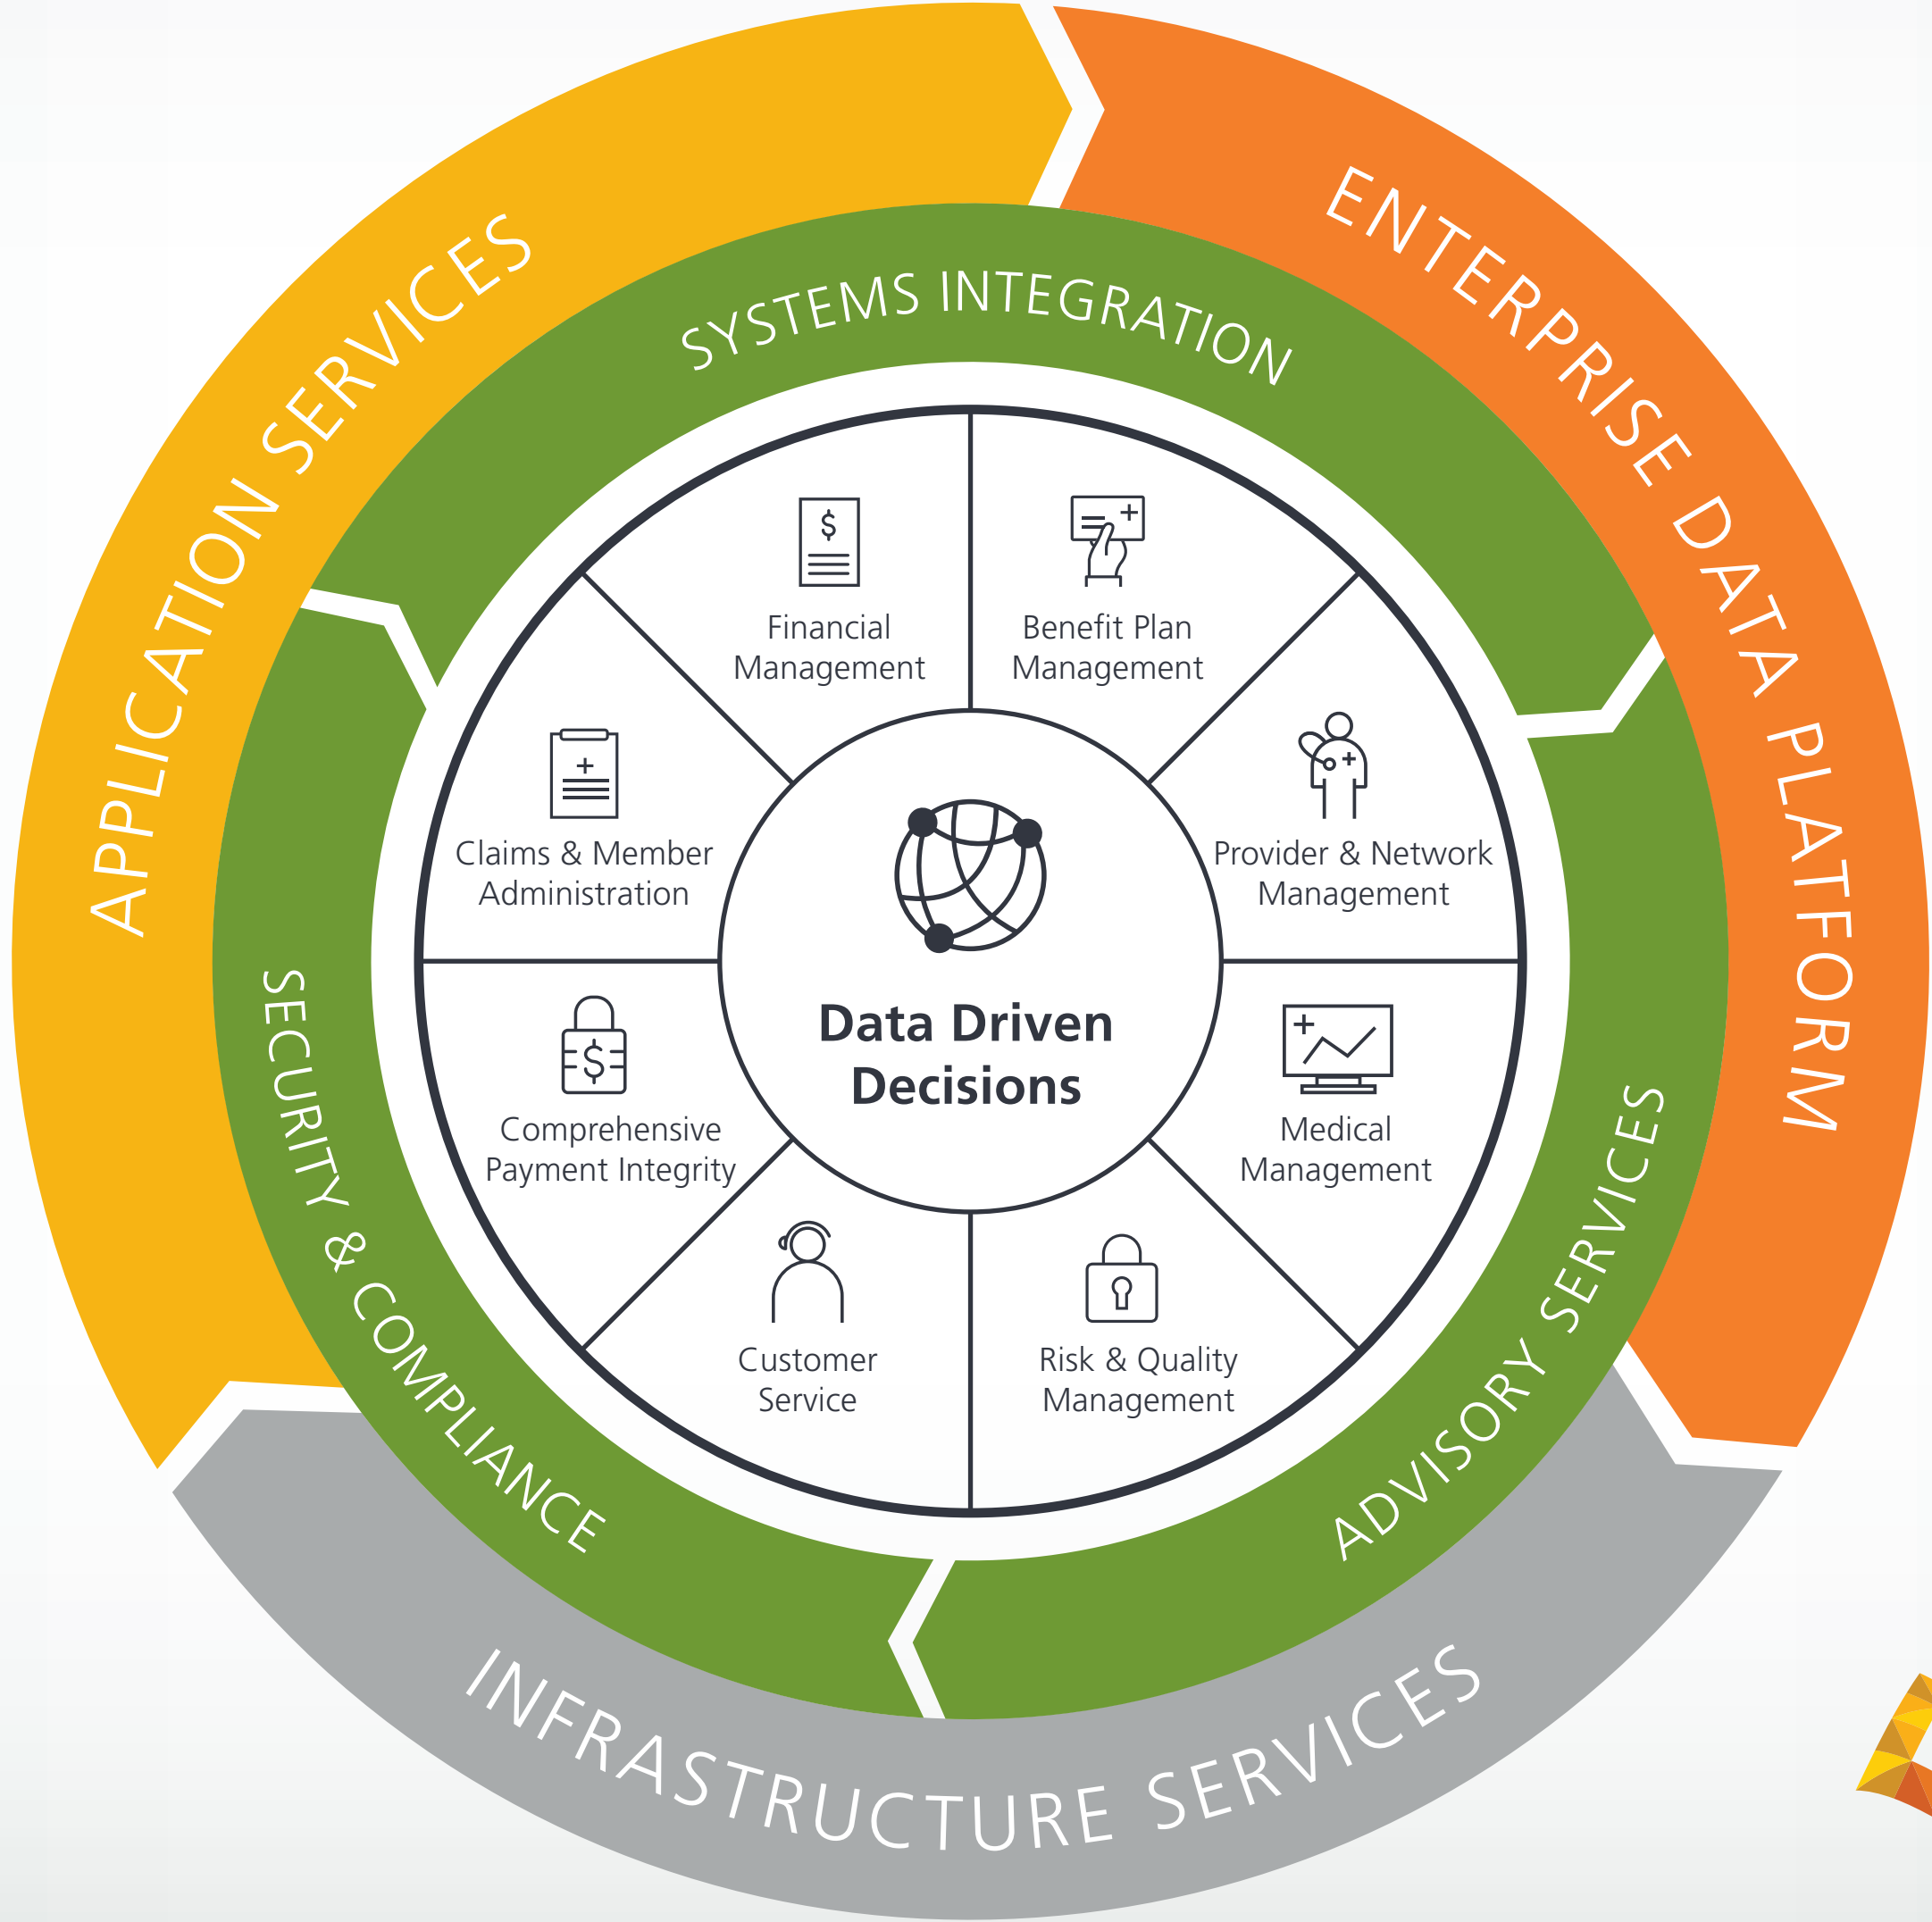 APPLICATION SERVICES
ENTERPRISE DATA PLATFORM
INFRASTRUCTURE SERVICES
SYSTEMS INTEGRATION
ADVISORY SERVICES
SECURITY & COMPLIANCE
Financial
Management
Benefit Plan
Management
Provider & Network
Management
Medical
Management
Risk & Quality
Management
Customer
Service
Comprehensive
Payment Integrity
Claims & Member
Administration
Data Driven
Decisions